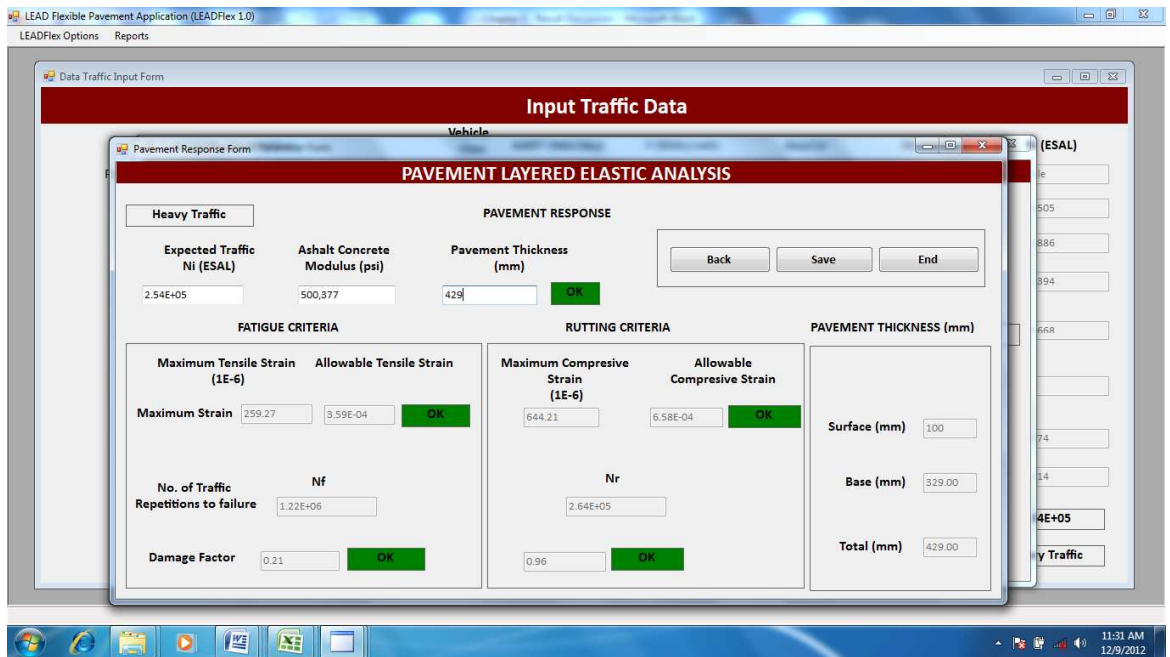 LEAD Flexible Pavement Application (LEADFlex 1.0)
LEADFlex Options Reports
Data Traffic Input Form
Input Traffic Data
Vehicle
(ESAL)
Pavement Response Form
PAVEMENT LAYERED ELASTIC ANALYSIS
Heavy Traffic
PAVEMENT RESPONSE
Expected Traffic Ni (ESAL)
Ashalt Concrete Modulus (psi)
Pavement Thickness (mm)
Back Save End
2.54E+05 500,377 429 OK
FATIGUE CRITERIA RUTTING CRITERIA PAVEMENT THICKNESS (mm)
Maximum Tensile Strain (1E-6)
Allowable Tensile Strain
Maximum Compresive Strain (1E-6)
Allowable Compresive Strain
Maximum Strain 259.27 3.59E-04 OK
644.21 6.58E-04 OK
Surface (mm) 100
No. of Traffic Repetitions to failure
Nf
1.22E+06
Nr
2.64E+05
Base (mm) 329.00
Damage Factor 0.21 OK
0.96 OK
Total (mm) 429.00
505
886
394
668
74
14
4E+05
y Traffic
11:31 AM
12/9/2012